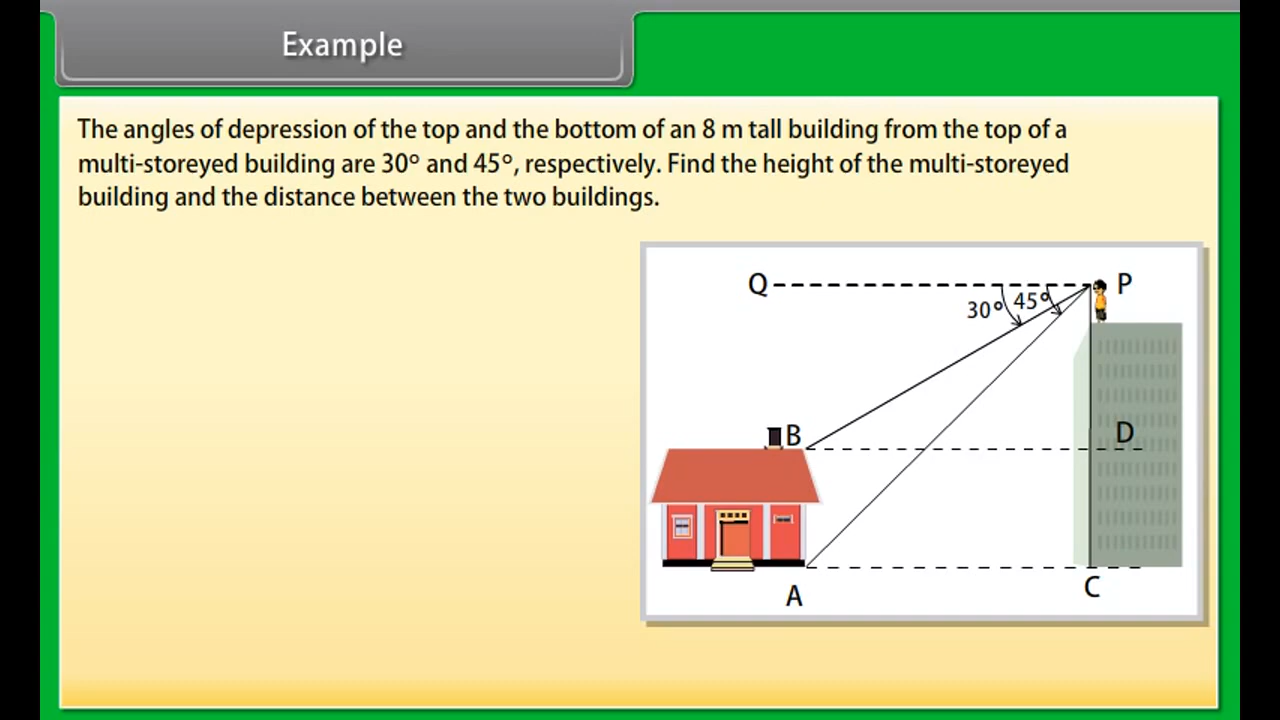 Example
The angles of depression of the top and the bottom of an 8 m tall building from the top of a
multi-storeyed building are 30° and 45°, respectively. Find the height of the multi-storeyed
building and the distance between the two buildings.
Q P
30° 45°
B D
A C